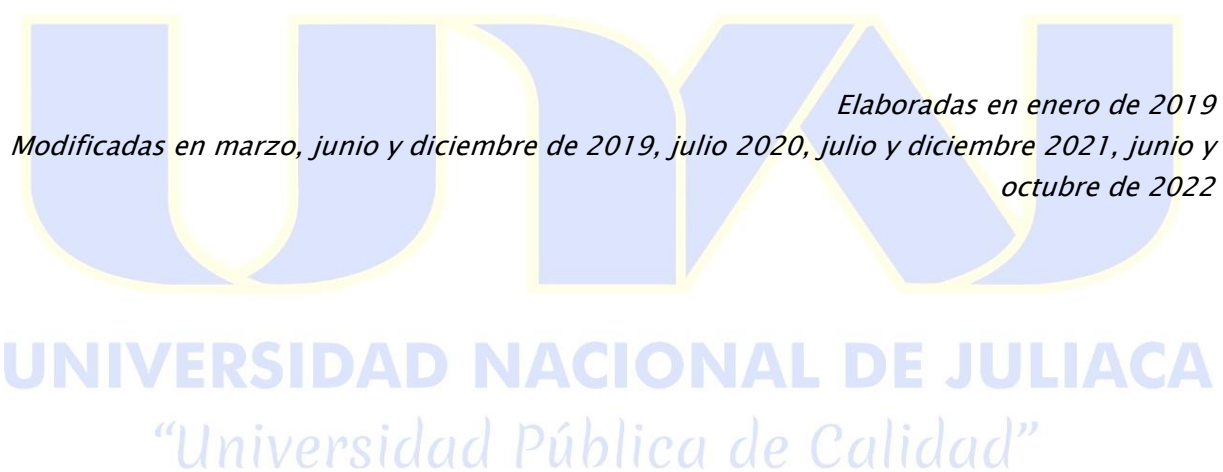 Elaboradas en enero de 2019
Modificadas en marzo, junio y diciembre de 2019, julio 2020, julio y diciembre 2021, junio y
octubre de 2022
UNAJ
UNIVERSIDAD NACIONAL DE JULIACA
“Universidad Pública de Calidad”